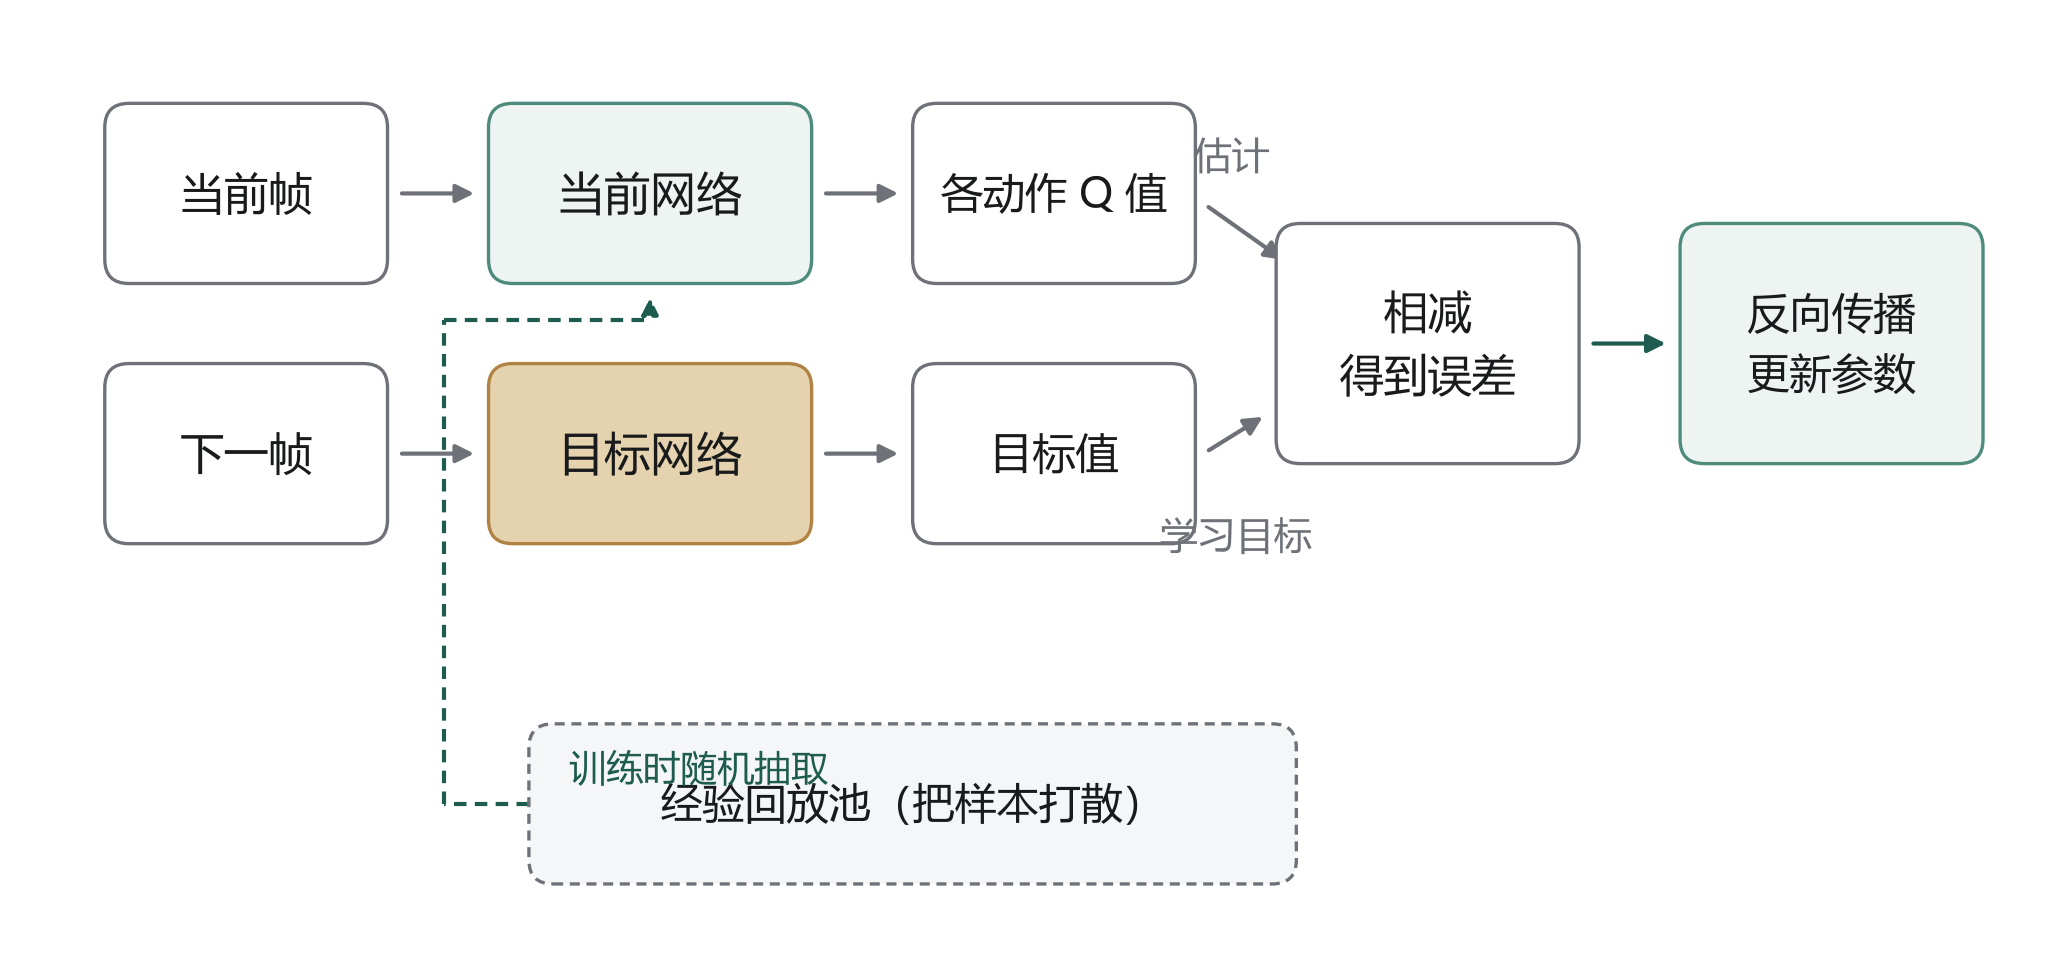 当前帧
当前网络
各动作 Q 值
估计
相减
得到误差
反向传播
更新参数
下一帧
目标网络
目标值
学习目标
训练时随机抽取
经验回放池（把样本打散）